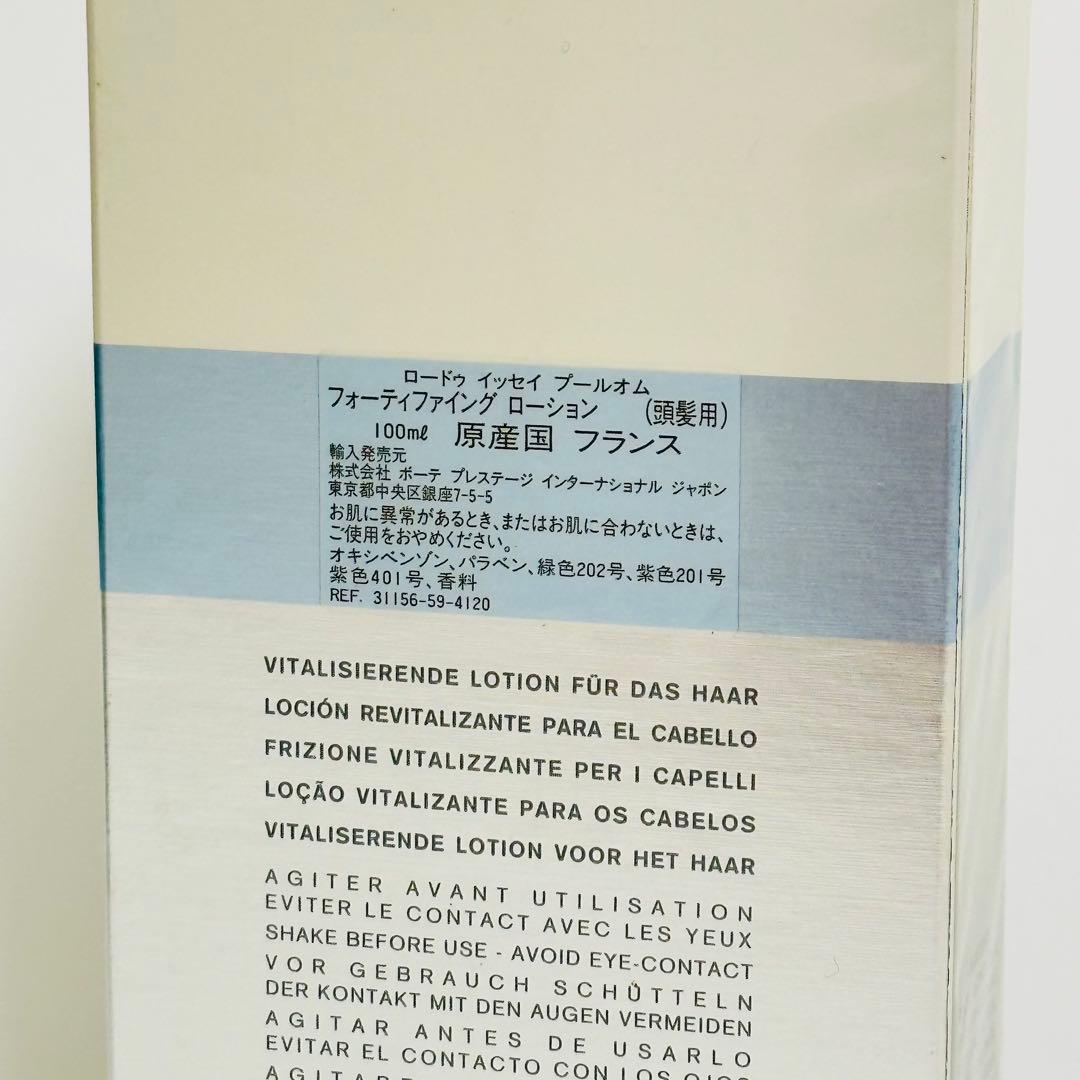 ロードゥ イッセイ プールオム
フォーティファイング ローション (頭髪用)
100ml 原産国 フランス
輸入発売元
株式会社 ボーテ プレステージ インターナショナル ジャポン
東京都中央区銀座7-5-5
お肌に異常があるとき、またはお肌に合わないときは、
ご使用をおやめください。
オキシベンゾン、パラベン、緑色202号、紫色201号
紫色401号、香料
REF. 31156-59-4120
VITALISIERENDE LOTION FÜR DAS HAAR
LOCIÓN REVITALIZANTE PARA EL CABELLO
FRIZIONE VITALIZZANTE PER I CAPELLI
LOÇÃO VITALIZANTE PARA OS CABELOS
VITALISERENDE LOTION VOOR HET HAAR
AGITER AVANT UTILISATION
EVITER LE CONTACT AVEC LES YEUX
SHAKE BEFORE USE - AVOID EYE-CONTACT
VOR GEBRAUCH SCHÜTTELN
DER KONTAKT MIT DEN AUGEN VERMEIDEN
AGITAR ANTES DE USARLO
EVITAR EL CONTACTO CON LOS OJOS